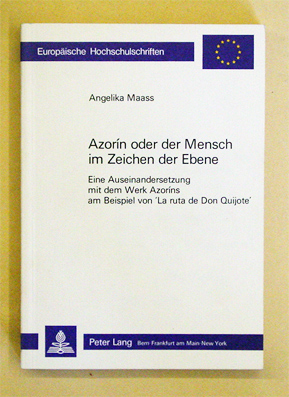 Europäische Hochschulschriften
Angelika Maass
Azorín oder der Mensch
im Zeichen der Ebene
Eine Auseinandersetzung
mit dem Werk Azoríns
am Beispiel von 'La ruta de Don Quijote'
Peter Lang Bern·Frankfurt am Main·New York